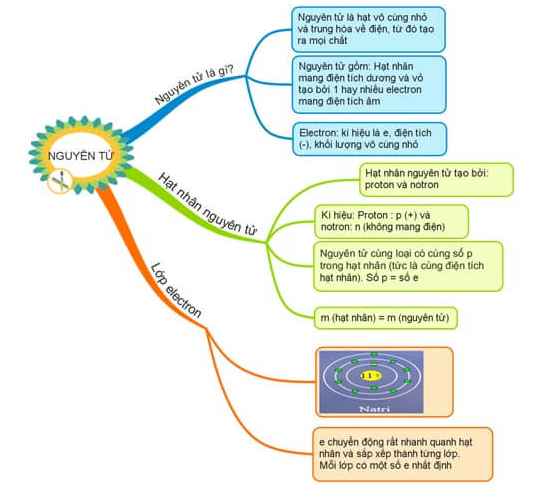 NGUYÊN TỬ
Nguyên tử là gì?
Nguyên tử là hạt vô cùng nhỏ
và trung hòa về điện, từ đó tạo
ra mọi chất
Nguyên tử gồm: Hạt nhân
mang điện tích dương và vỏ
tạo bởi 1 hay nhiều electron
mang điện tích âm
Electron: kí hiệu là e, điện tích
(-), khối lượng vô cùng nhỏ
Hạt nhân nguyên tử
Hạt nhân nguyên tử tạo bởi:
proton và notron
Kí hiệu: Proton : p (+) và
notron: n (không mang điện)
Nguyên tử cùng loại có cùng số p
trong hạt nhân (tức là cùng điện tích
hạt nhân). Số p = số e
m (hạt nhân) = m (nguyên tử)
Lớp electron
11+
Natri
e chuyển động rất nhanh quanh hạt
nhân và sắp xếp thành từng lớp.
Mỗi lớp có một số e nhất định